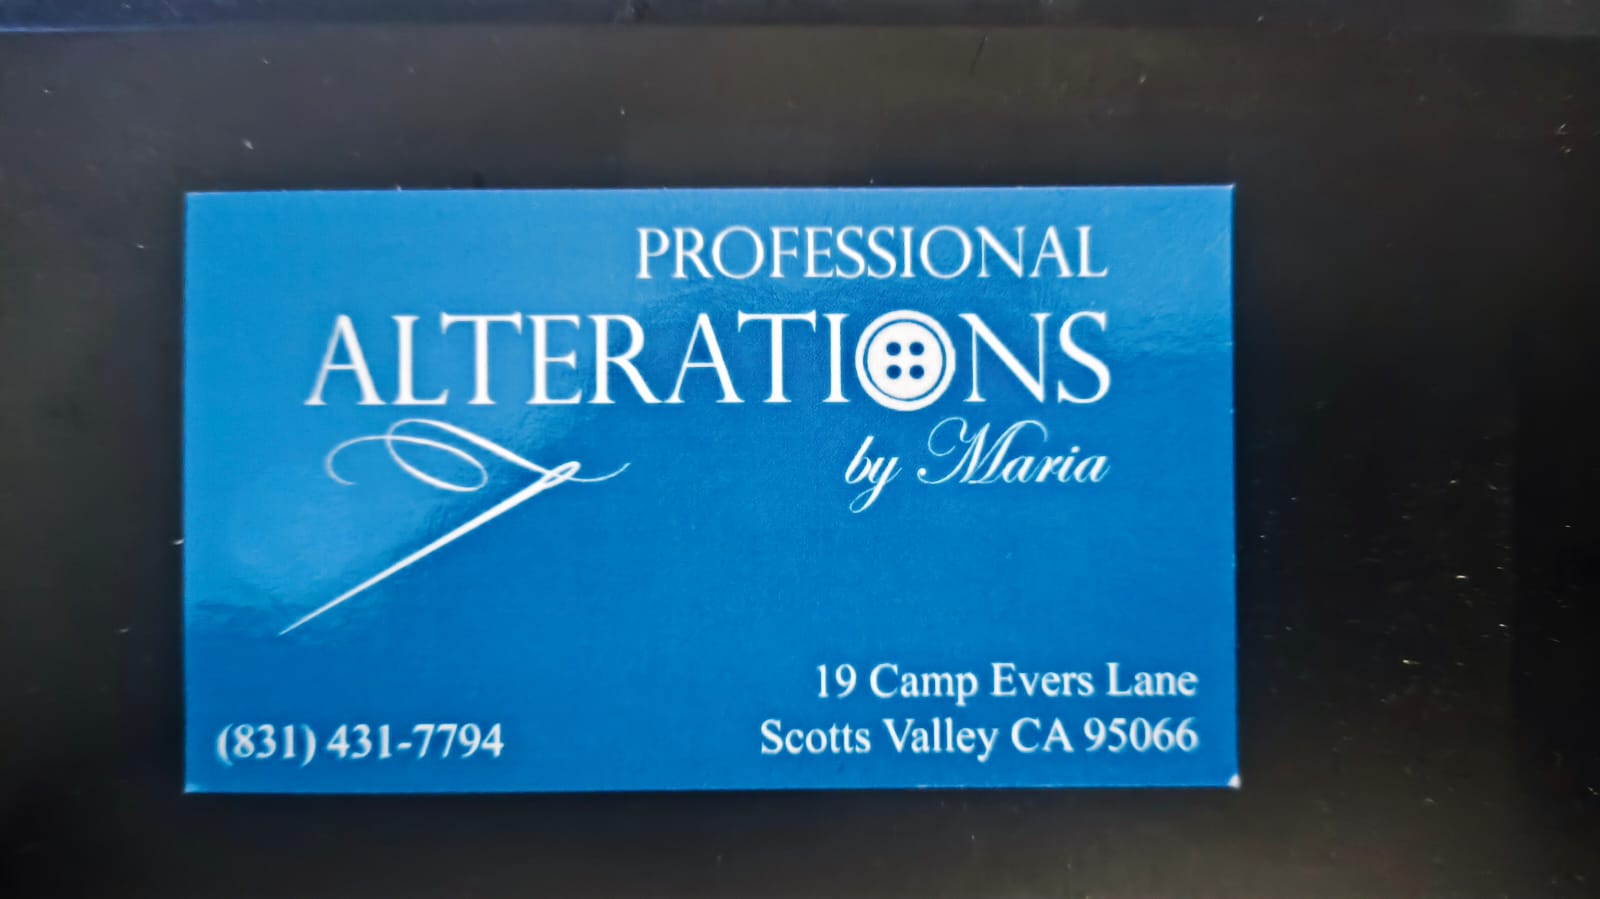 PROFESSIONAL
ALTERATIONS
by Maria
19 Camp Evers Lane
(831) 431-7794
Scotts Valley CA 95066